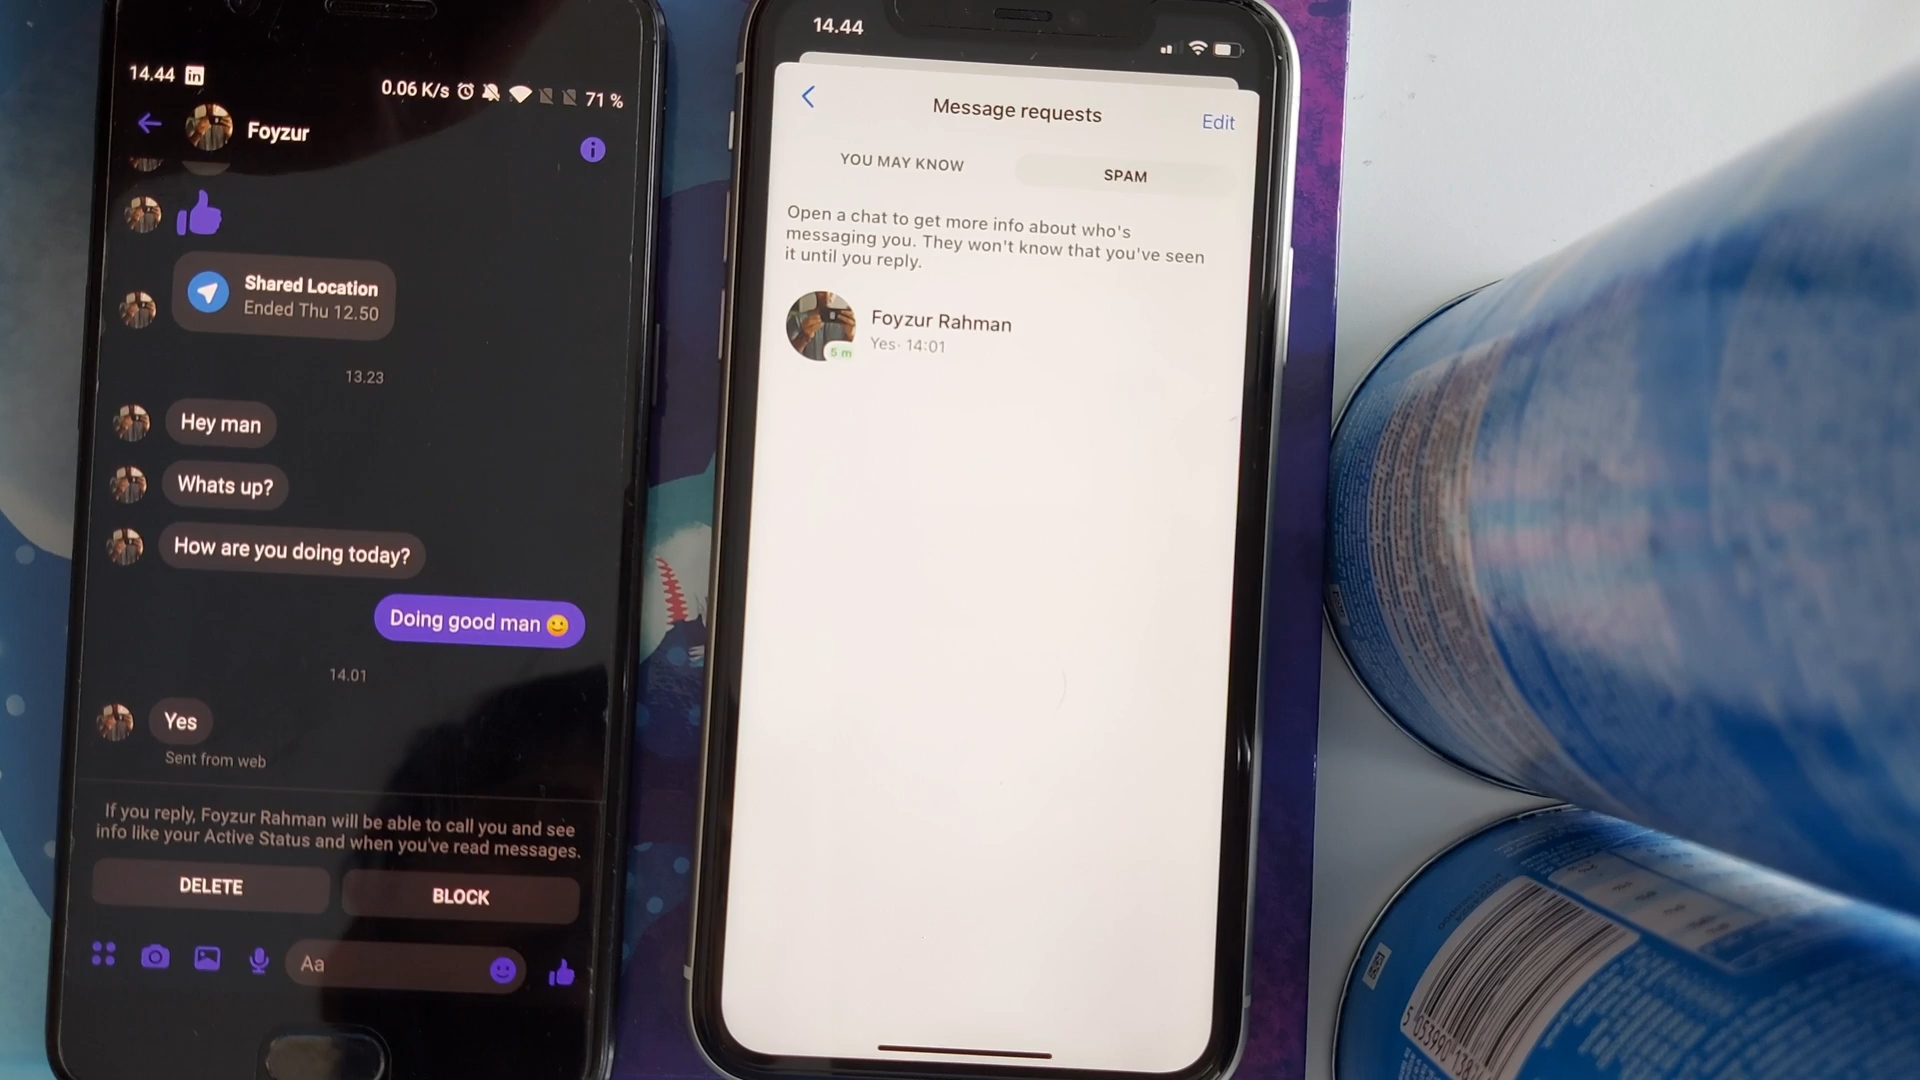 14.44 in
0.06 K/s 71 %
Foyzur
Shared Location
Ended Thu 12.50
13.23
Hey man
Whats up?
How are you doing today?
Doing good man 🙂
14.01
Yes
Sent from web
If you reply, Foyzur Rahman will be able to call you and see
info like your Active Status and when you've read messages.
DELETE
BLOCK
Aa
14.44
Message requests
Edit
YOU MAY KNOW
SPAM
Open a chat to get more info about who's
messaging you. They won't know that you've seen
it until you reply.
Foyzur Rahman
Yes· 14:01
5 m